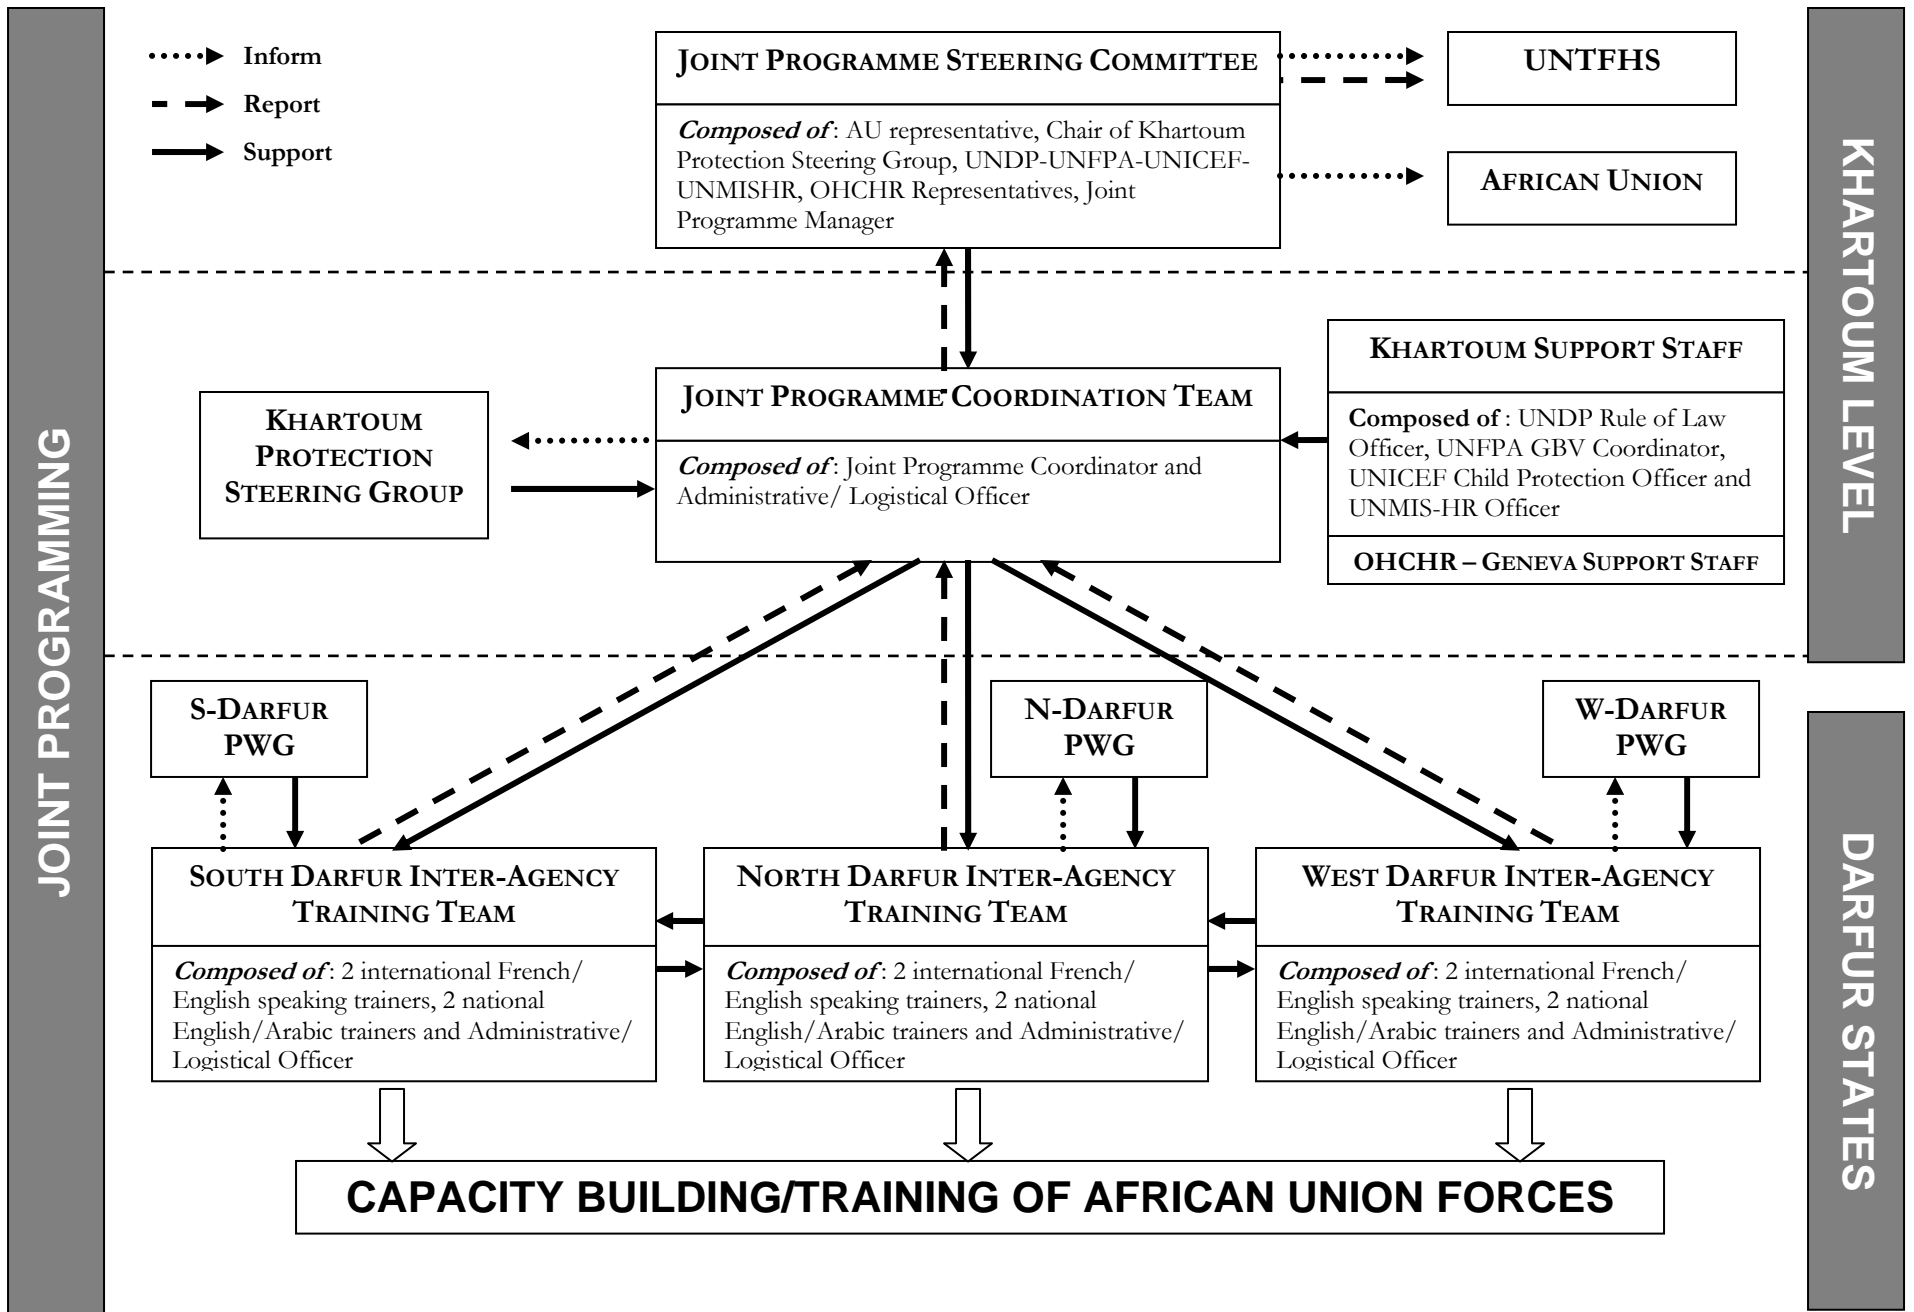 JOINT PROGRAMMING
Inform
Report
Support
JOINT PROGRAMME STEERING COMMITTEE
Composed of : AU representative, Chair of Khartoum
Protection Steering Group, UNDP-UNFPA-UNICEF-
UNMISHR, OHCHR Representatives, Joint
Programme Manager
UNTFHS
AFRICAN UNION
KHARTOUM LEVEL
KHARTOUM
PROTECTION
STEERING GROUP
JOINT PROGRAMME COORDINATION TEAM
Composed of : Joint Programme Coordinator and
Administrative/ Logistical Officer
KHARTOUM SUPPORT STAFF
Composed of : UNDP Rule of Law
Officer, UNFPA GBV Coordinator,
UNICEF Child Protection Officer and
UNMIS-HR Officer
OHCHR – GENEVA SUPPORT STAFF
S-DARFUR
PWG
N-DARFUR
PWG
W-DARFUR
PWG
DARFUR STATES
SOUTH DARFUR INTER-AGENCY
TRAINING TEAM
Composed of : 2 international French/
English speaking trainers, 2 national
English/Arabic trainers and Administrative/
Logistical Officer
NORTH DARFUR INTER-AGENCY
TRAINING TEAM
Composed of : 2 international French/
English speaking trainers, 2 national
English/Arabic trainers and Administrative/
Logistical Officer
WEST DARFUR INTER-AGENCY
TRAINING TEAM
Composed of : 2 international French/
English speaking trainers, 2 national
English/Arabic trainers and Administrative/
Logistical Officer
CAPACITY BUILDING/TRAINING OF AFRICAN UNION FORCES